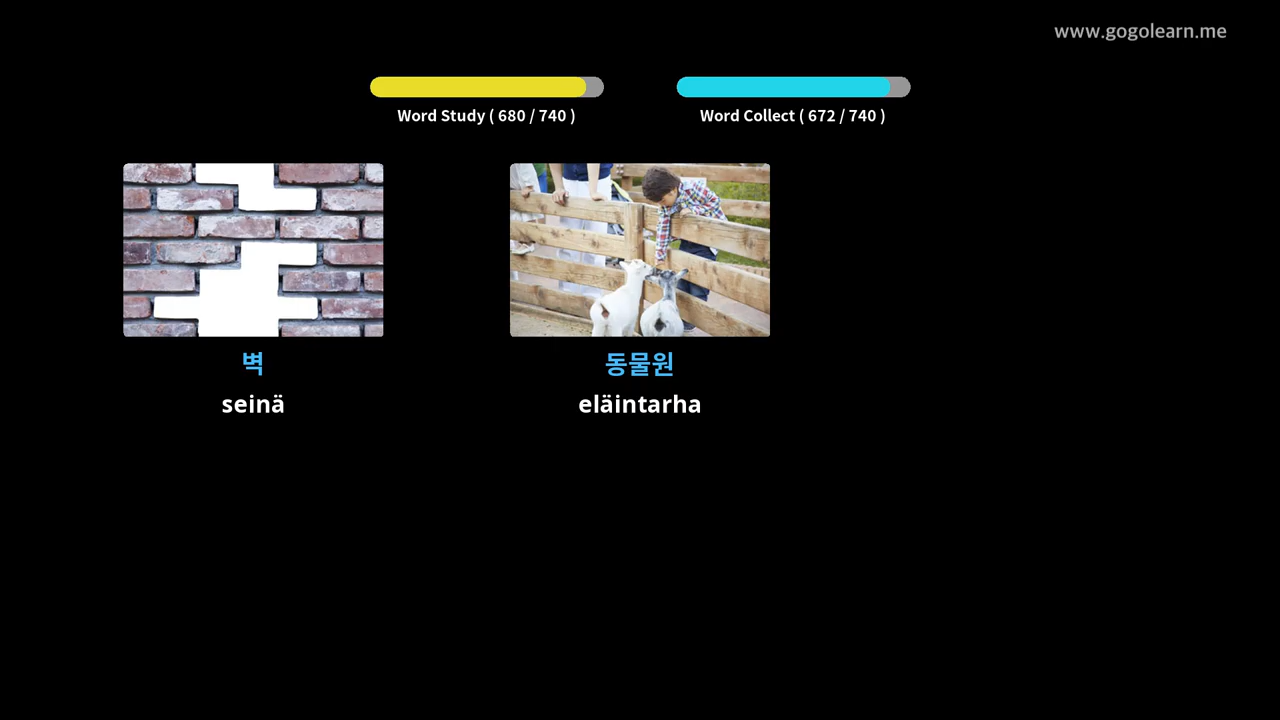 www.gogolearn.me
Word Study ( 680 / 740 )
Word Collect ( 672 / 740 )
벽
seinä
동물원
eläintarha